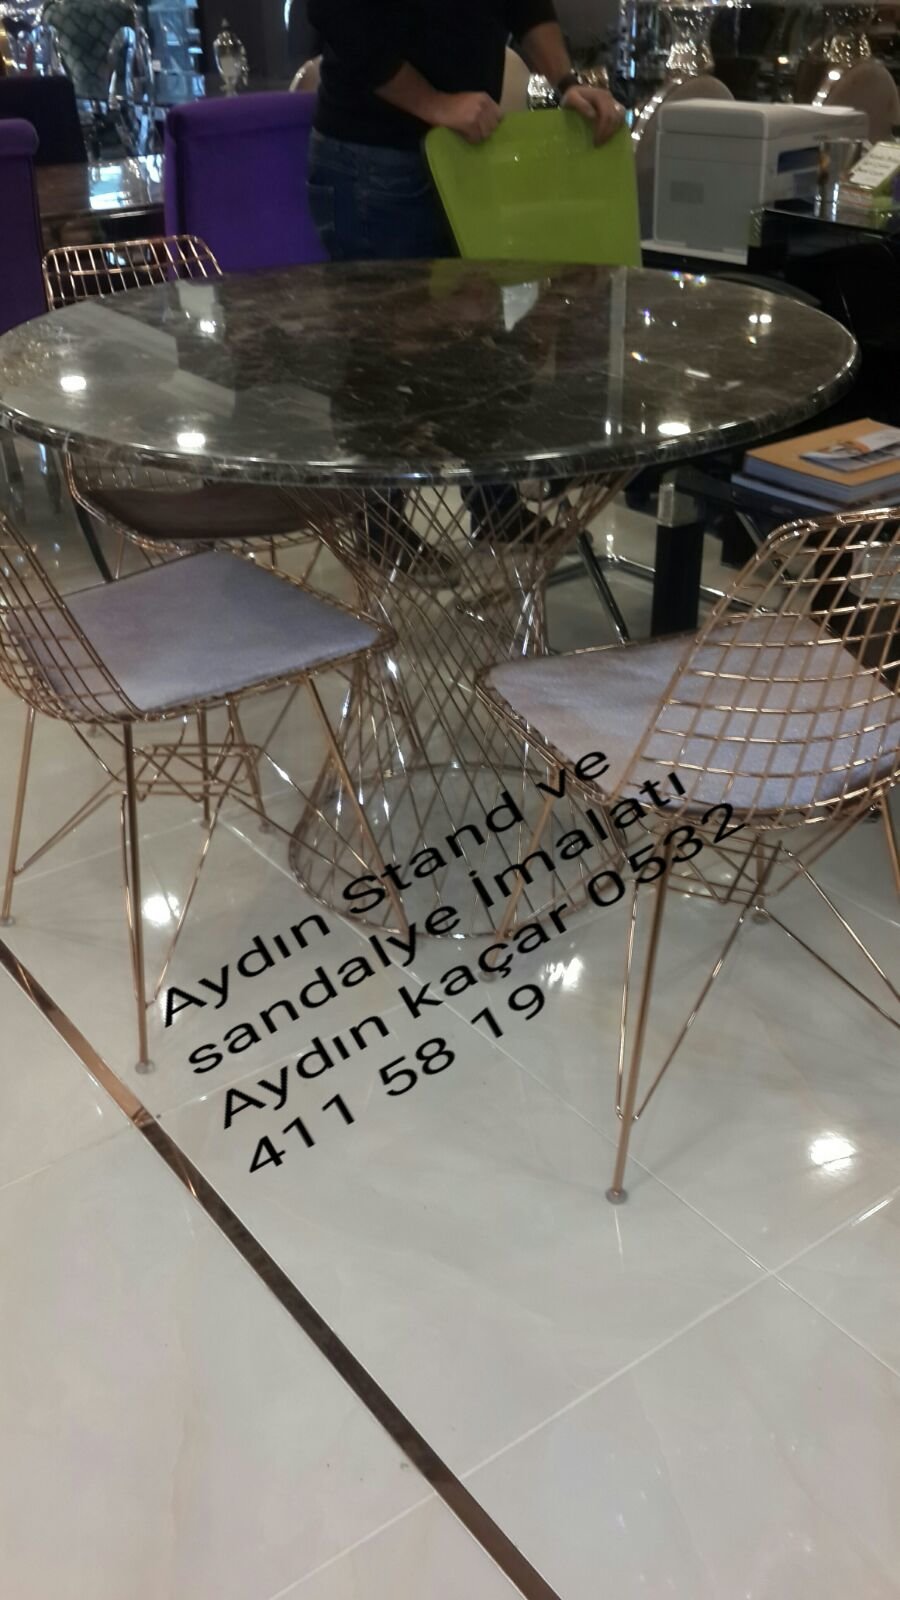 Aydın Stand ve
sandalye İmalatı
Aydın kaçar 0532
411 58 19